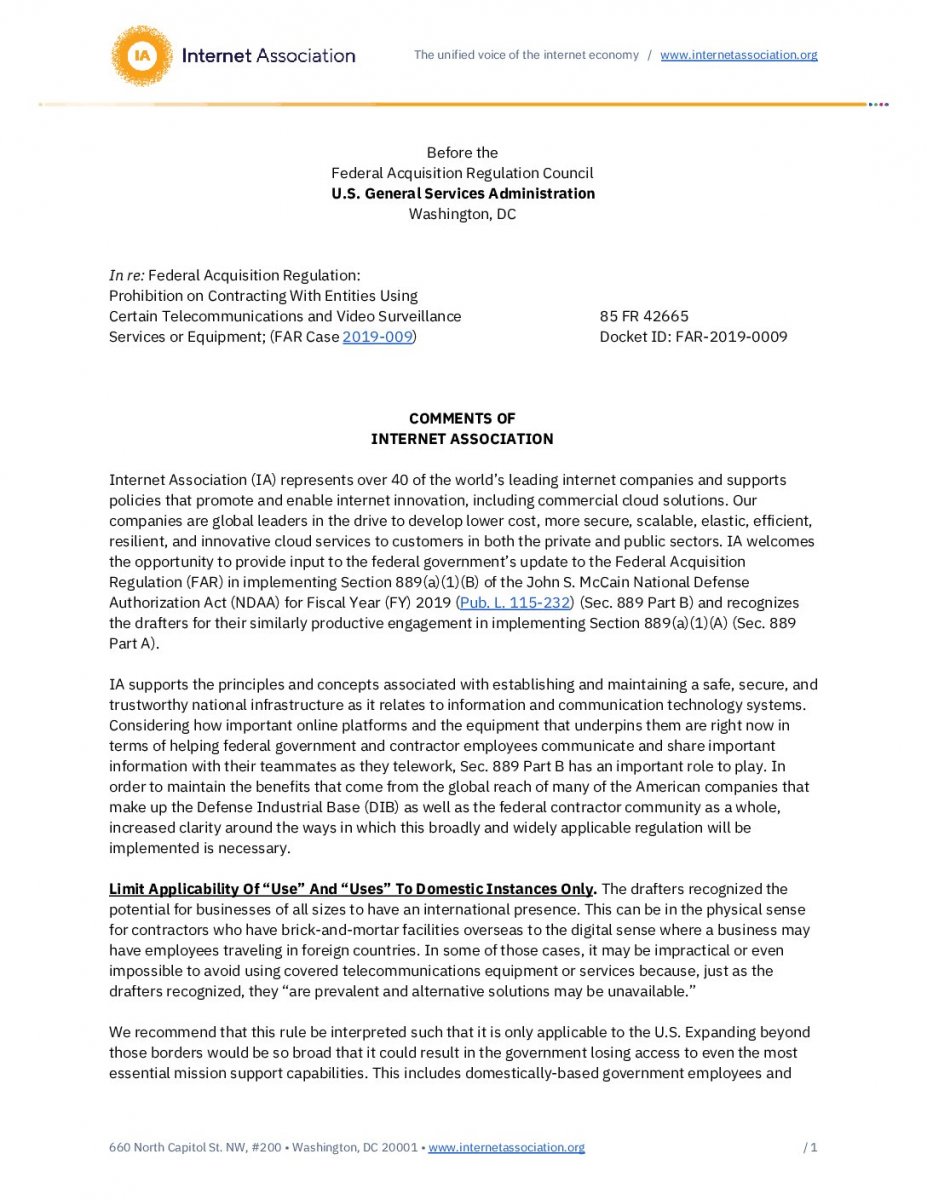 IA Internet Association The unified voice of the internet economy / www.internetassociation.org
Before the
Federal Acquisition Regulation Council
U.S. General Services Administration
Washington, DC
In re: Federal Acquisition Regulation:
Prohibition on Contracting With Entities Using
Certain Telecommunications and Video Surveillance 85 FR 42665
Services or Equipment; (FAR Case 2019-009) Docket ID: FAR-2019-0009
COMMENTS OF
INTERNET ASSOCIATION
Internet Association (IA) represents over 40 of the world’s leading internet companies and supports
policies that promote and enable internet innovation, including commercial cloud solutions. Our
companies are global leaders in the drive to develop lower cost, more secure, scalable, elastic, efficient,
resilient, and innovative cloud services to customers in both the private and public sectors. IA welcomes
the opportunity to provide input to the federal government’s update to the Federal Acquisition
Regulation (FAR) in implementing Section 889(a)(1)(B) of the John S. McCain National Defense
Authorization Act (NDAA) for Fiscal Year (FY) 2019 (Pub. L. 115-232) (Sec. 889 Part B) and recognizes
the drafters for their similarly productive engagement in implementing Section 889(a)(1)(A) (Sec. 889
Part A).
IA supports the principles and concepts associated with establishing and maintaining a safe, secure, and
trustworthy national infrastructure as it relates to information and communication technology systems.
Considering how important online platforms and the equipment that underpins them are right now in
terms of helping federal government and contractor employees communicate and share important
information with their teammates as they telework, Sec. 889 Part B has an important role to play. In
order to maintain the benefits that come from the global reach of many of the American companies that
make up the Defense Industrial Base (DIB) as well as the federal contractor community as a whole,
increased clarity around the ways in which this broadly and widely applicable regulation will be
implemented is necessary.
Limit Applicability Of “Use” And “Uses” To Domestic Instances Only. The drafters recognized the
potential for businesses of all sizes to have an international presence. This can be in the physical sense
for contractors who have brick-and-mortar facilities overseas to the digital sense where a business may
have employees traveling in foreign countries. In some of those cases, it may be impractical or even
impossible to avoid using covered telecommunications equipment or services because, just as the
drafters recognized, they “are prevalent and alternative solutions may be unavailable.”
We recommend that this rule be interpreted such that it is only applicable to the U.S. Expanding beyond
those borders would be so broad that it could result in the government losing access to even the most
essential mission support capabilities. This includes domestically-based government employees and
660 North Capitol St. NW, #200 • Washington, DC 20001 • www.internetassociation.org / 1